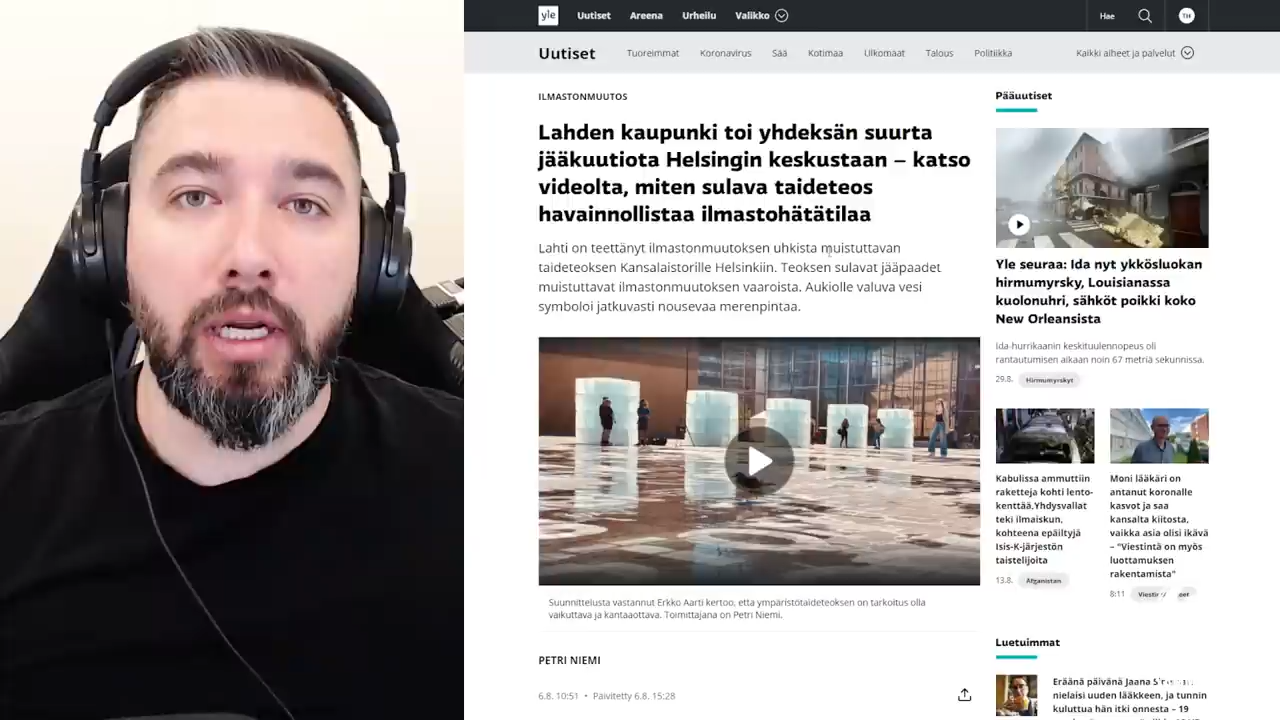 yle Uutiset Areena Urheilu Valikko Hae TH
Uutiset Tuoreimmat Koronavirus Sää Kotimaa Ulkomaat Talous Politiikka Kaikki aiheet ja palvelut
ILMASTONMUUTOS
Lahden kaupunki toi yhdeksän suurta
jääkuutiota Helsingin keskustaan – katso
videolta, miten sulava taideteos
havainnollistaa ilmastohätätilaa
Lahti on teettänyt ilmastonmuutoksen uhkista muistuttavan
taideteoksen Kansalaistorille Helsinkiin. Teoksen sulavat jääpaadet
muistuttavat ilmastonmuutoksen vaaroista. Aukiolle valuva vesi
symboloi jatkuvasti nousevaa merenpintaa.
Suunnittelusta vastannut Erkko Aarti kertoo, että ympäristötaideteoksen on tarkoitus olla
vaikuttava ja kantaaottava. Toimittajana on Petri Niemi.
PETRI NIEMI
6.8. 10:51 • Päivitetty 6.8. 15:28
Pääuutiset
Yle seuraa: Ida nyt ykkösluokan
hirmumyrsky, Louisianassa
kuolonuhri, sähköt poikki koko
New Orleansista
Ida-hurrikaanin keskituulennopeus oli
rantautumisen aikaan noin 67 metriä sekunnissa.
29.8. Hirmumyrskyt
Kabulissa ammuttiin
raketteja kohti lento-
kenttää,Yhdysvallat
teki ilmaiskun,
kohteena epäiltyjä
Isis-K-järjestön
taistelijoita
13.8. Afganistan
Moni lääkäri on
antanut koronalle
kasvot ja saa
kansalta kiitosta,
vaikka asia olisi ikävä
– "Viestintä on myös
luottamuksen
rakentamista"
8:11
Luetuimmat
Eräänä päivänä Jaana
nielaisi uuden lääkkeen, ja tunnin
kuluttua hän itki onnesta – 19